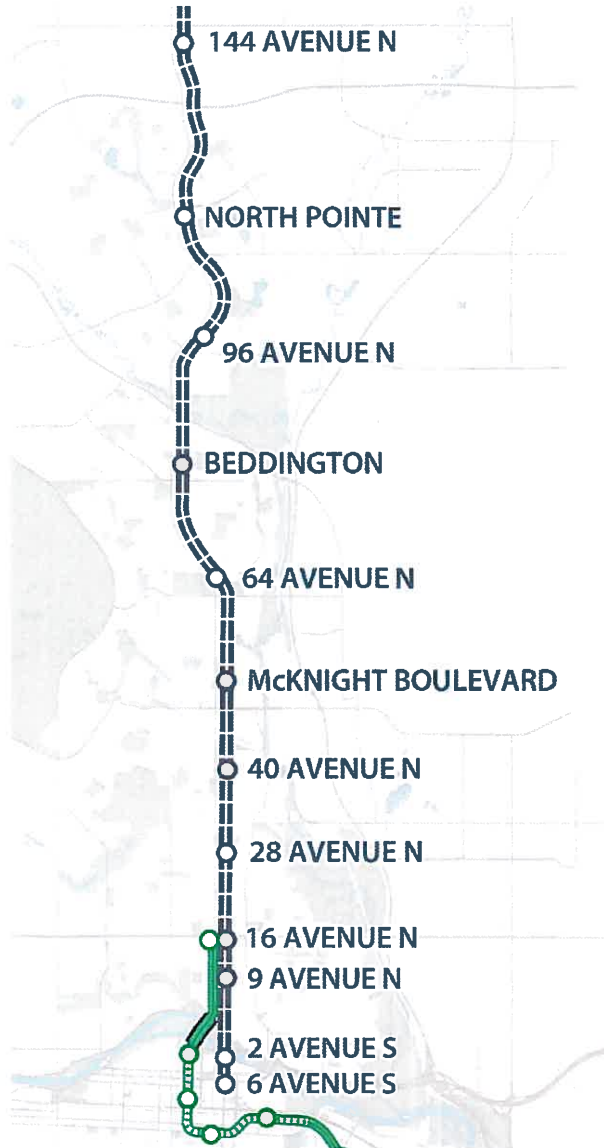 144 AVENUE N
NORTH POINTE
96 AVENUE N
BEDDINGTON
64 AVENUE N
McKNIGHT BOULEVARD
40 AVENUE N
28 AVENUE N
16 AVENUE N
9 AVENUE N
2 AVENUE S
6 AVENUE S